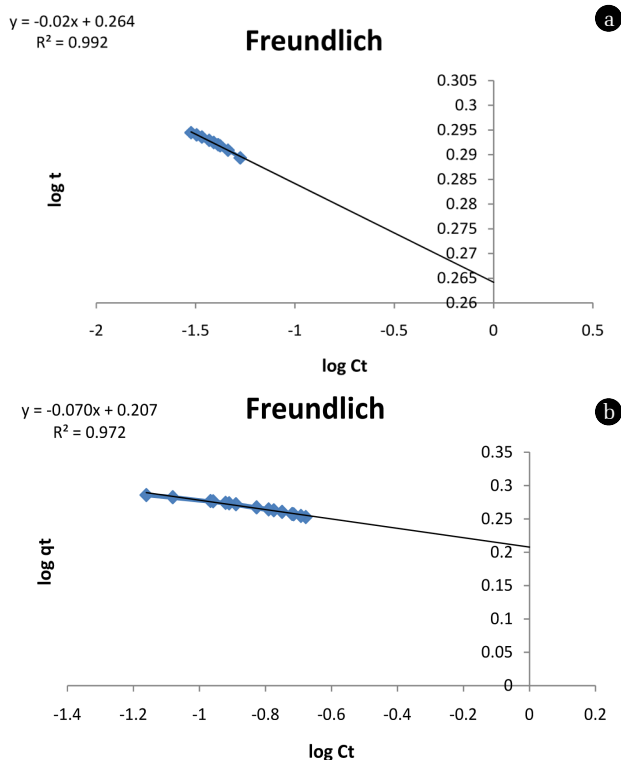 y = -0.02x + 0.264
R² = 0.992
Freundlich
a
0.305
0.3
0.295
0.29
0.285
0.28
0.275
0.27
0.265
0.26
log t
-2 -1.5 -1 -0.5 0 0.5
log Ct
y = -0.070x + 0.207
R² = 0.972
Freundlich
b
0.35
0.3
0.25
0.2
0.15
0.1
0.05
0
log qt
-1.4 -1.2 -1 -0.8 -0.6 -0.4 -0.2 0 0.2
log Ct